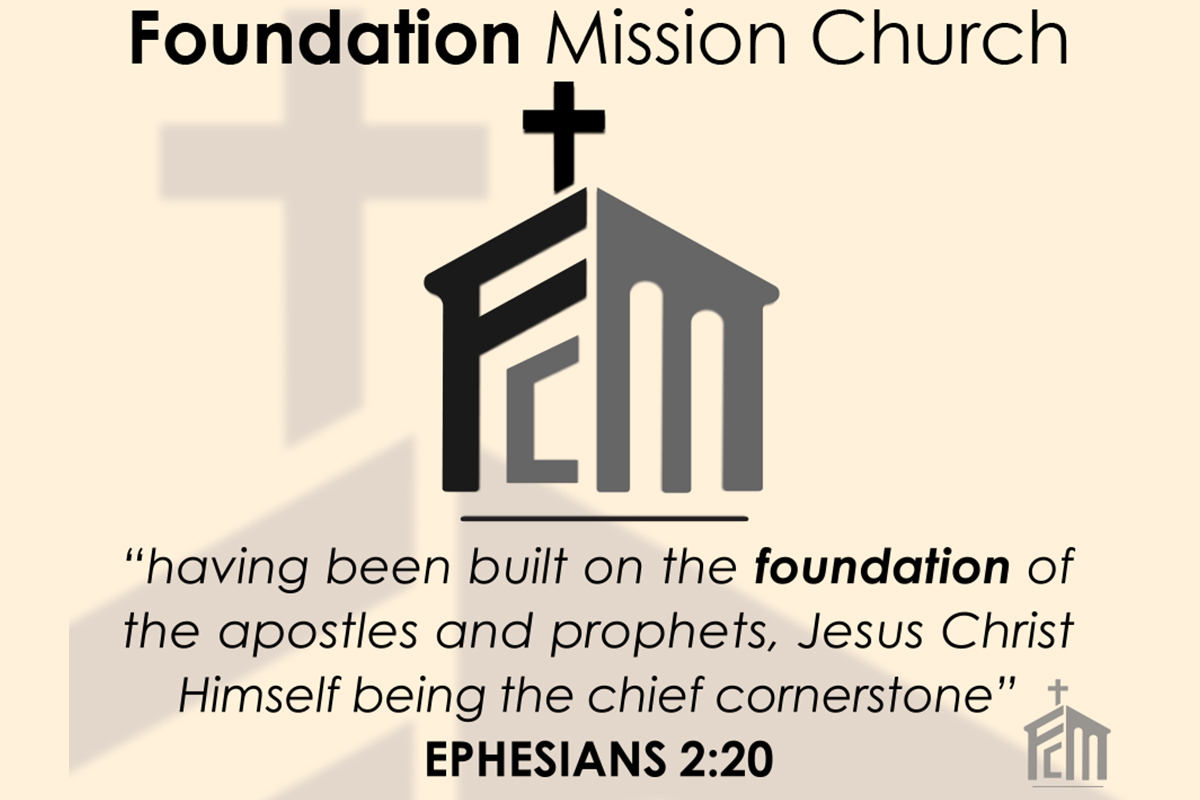 Foundation Mission Church
FCM
“having been built on the foundation of
the apostles and prophets, Jesus Christ
Himself being the chief cornerstone”
EPHESIANS 2:20
FCM